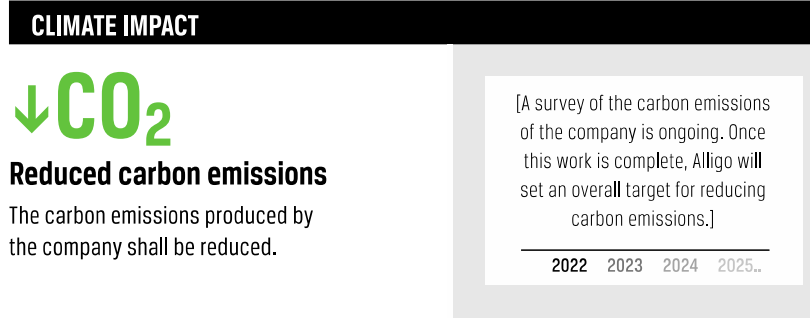 CLIMATE IMPACT
↓CO₂
Reduced carbon emissions
The carbon emissions produced by
the company shall be reduced.
[A survey of the carbon emissions
of the company is ongoing. Once
this work is complete, Alligo will
set an overall target for reducing
carbon emissions.]
2022 2023 2024 2025..